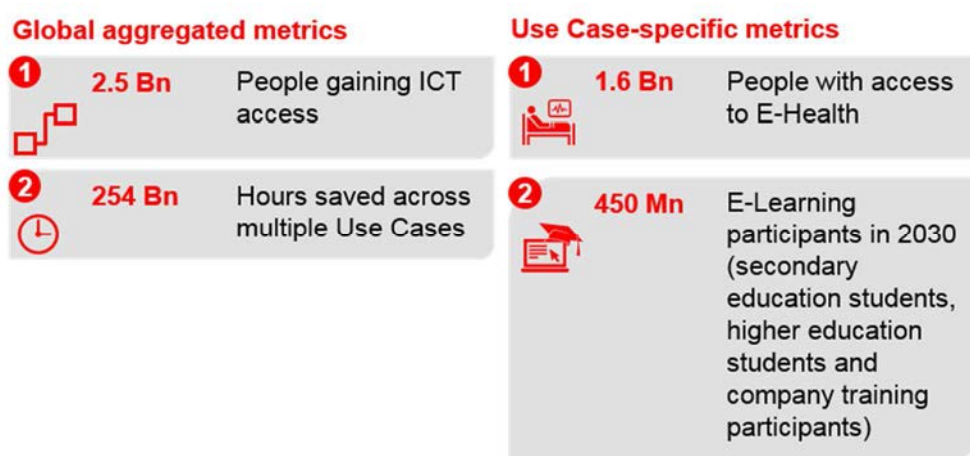 Global aggregated metrics
1
2.5 Bn
People gaining ICT
access
2
254 Bn
Hours saved across
multiple Use Cases
Use Case-specific metrics
1
1.6 Bn
People with access
to E-Health
2
450 Mn
E-Learning
participants in 2030
(secondary
education students,
higher education
students and
company training
participants)